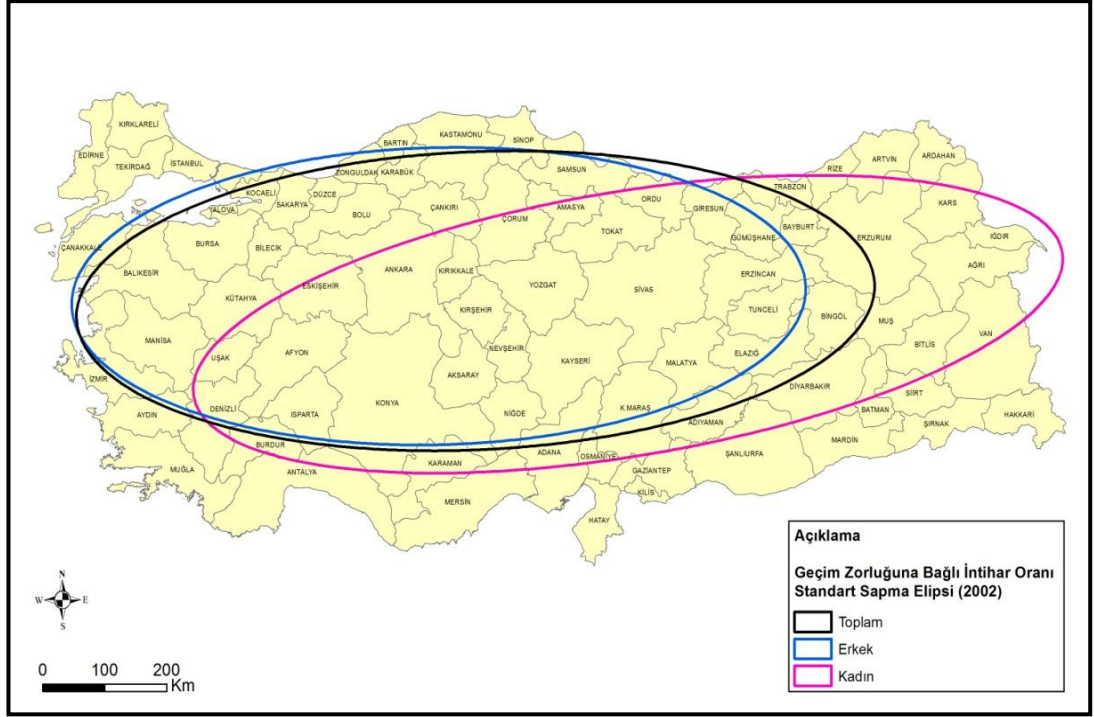 KIRKLARELİ
EDİRNE
TEKİRDAĞ
İSTANBUL
KOCAELİ
YALOVA
SAKARYA
DÜZCE
ZONGULDAK
BARTIN
KARABÜK
KASTAMONU
SİNOP
SAMSUN
BOLU
ÇANKIRI
ÇORUM
AMASYA
ORDU
TOKAT
GİRESUN
TRABZON
RİZE
ARTVİN
ARDAHAN
KARS
IĞDIR
AĞRI
ERZURUM
BAYBURT
GÜMÜŞHANE
ERZİNCAN
ÇANAKKALE
BALIKESİR
BURSA
BİLECİK
ESKİŞEHİR
KÜTAHYA
ANKARA
KIRIKKALE
YOZGAT
SİVAS
KIRŞEHİR
TUNCELİ
BİNGÖL
MUŞ
BİTLİS
VAN
MANİSA
UŞAK
AFYON
İZMİR
AYDIN
DENİZLİ
ISPARTA
BURDUR
KONYA
AKSARAY
NEVŞEHİR
NİĞDE
KAYSERİ
MALATYA
ELAZIĞ
DİYARBAKIR
K.MARAŞ
ADIYAMAN
BATMAN
SİİRT
ŞIRNAK
HAKKARİ
MARDİN
ŞANLIURFA
GAZİANTEP
KİLİS
OSMANİYE
ADANA
HATAY
MERSİN
KARAMAN
ANTALYA
MUĞLA
N
W E
S
0 100 200
Km
Açıklama
Geçim Zorluğuna Bağlı İntihar Oranı
Standart Sapma Elipsi (2002)
Toplam
Erkek
Kadın